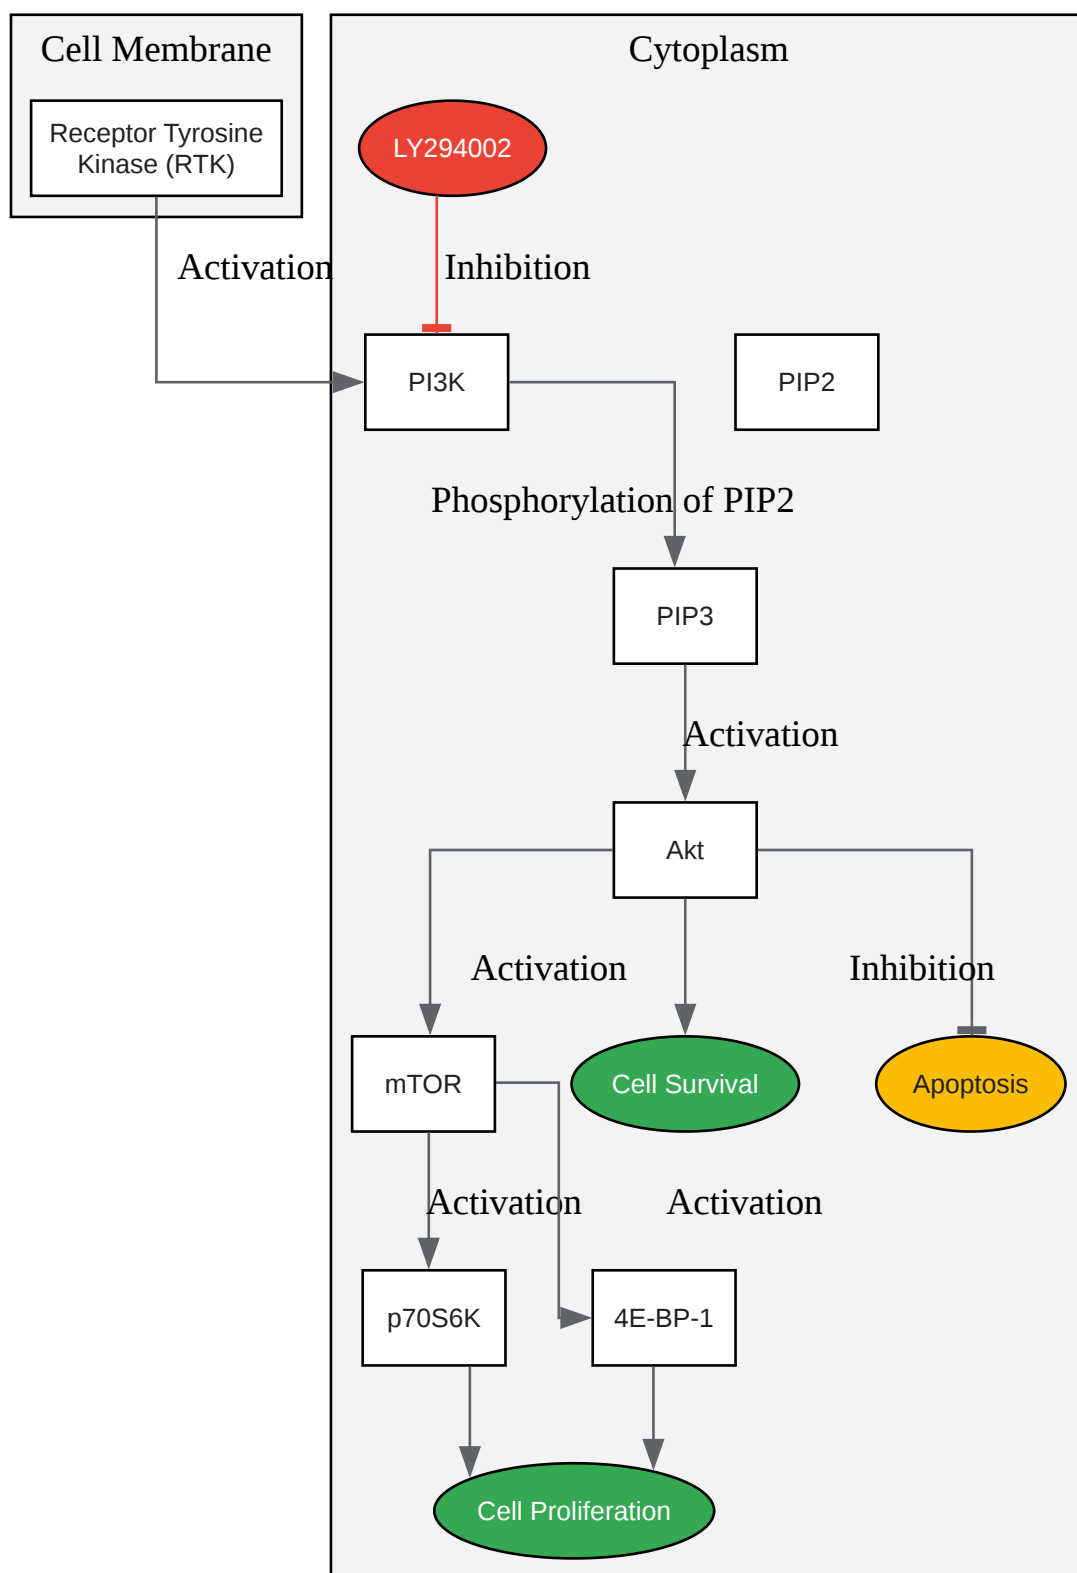 Cell Membrane
Cytoplasm
Receptor Tyrosine
Kinase (RTK)
LY294002
Activation
Inhibition
PI3K
PIP2
Phosphorylation of PIP2
PIP3
Activation
Akt
Activation
Inhibition
mTOR
Cell Survival
Apoptosis
Activation
Activation
p70S6K
4E-BP-1
Cell Proliferation